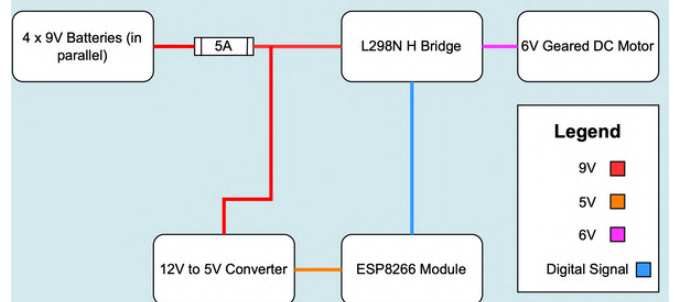 4 x 9V Batteries (in
parallel)
5A
L298N H Bridge
6V Geared DC Motor
Legend
9V
5V
6V
Digital Signal
12V to 5V Converter
ESP8266 Module